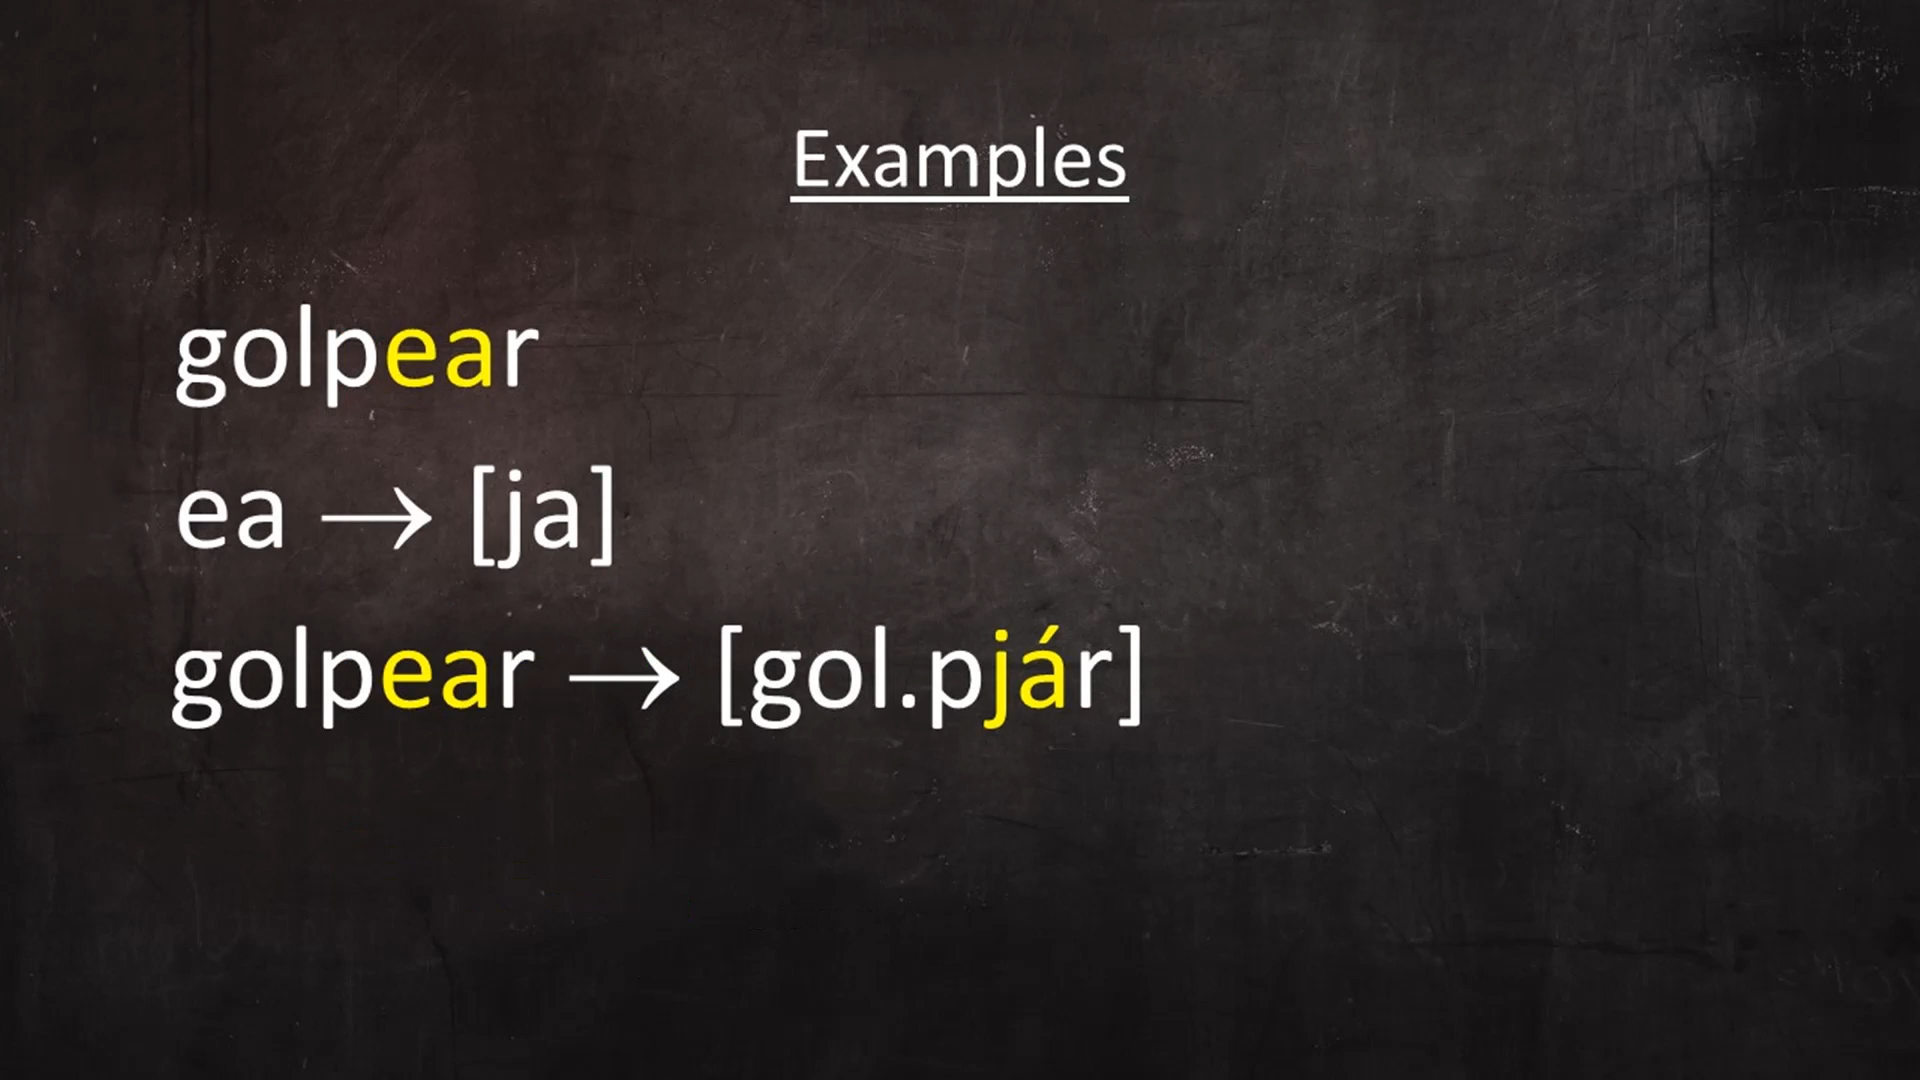 Examples
golpear
ea → [ja]
golpear → [gol.pjár]